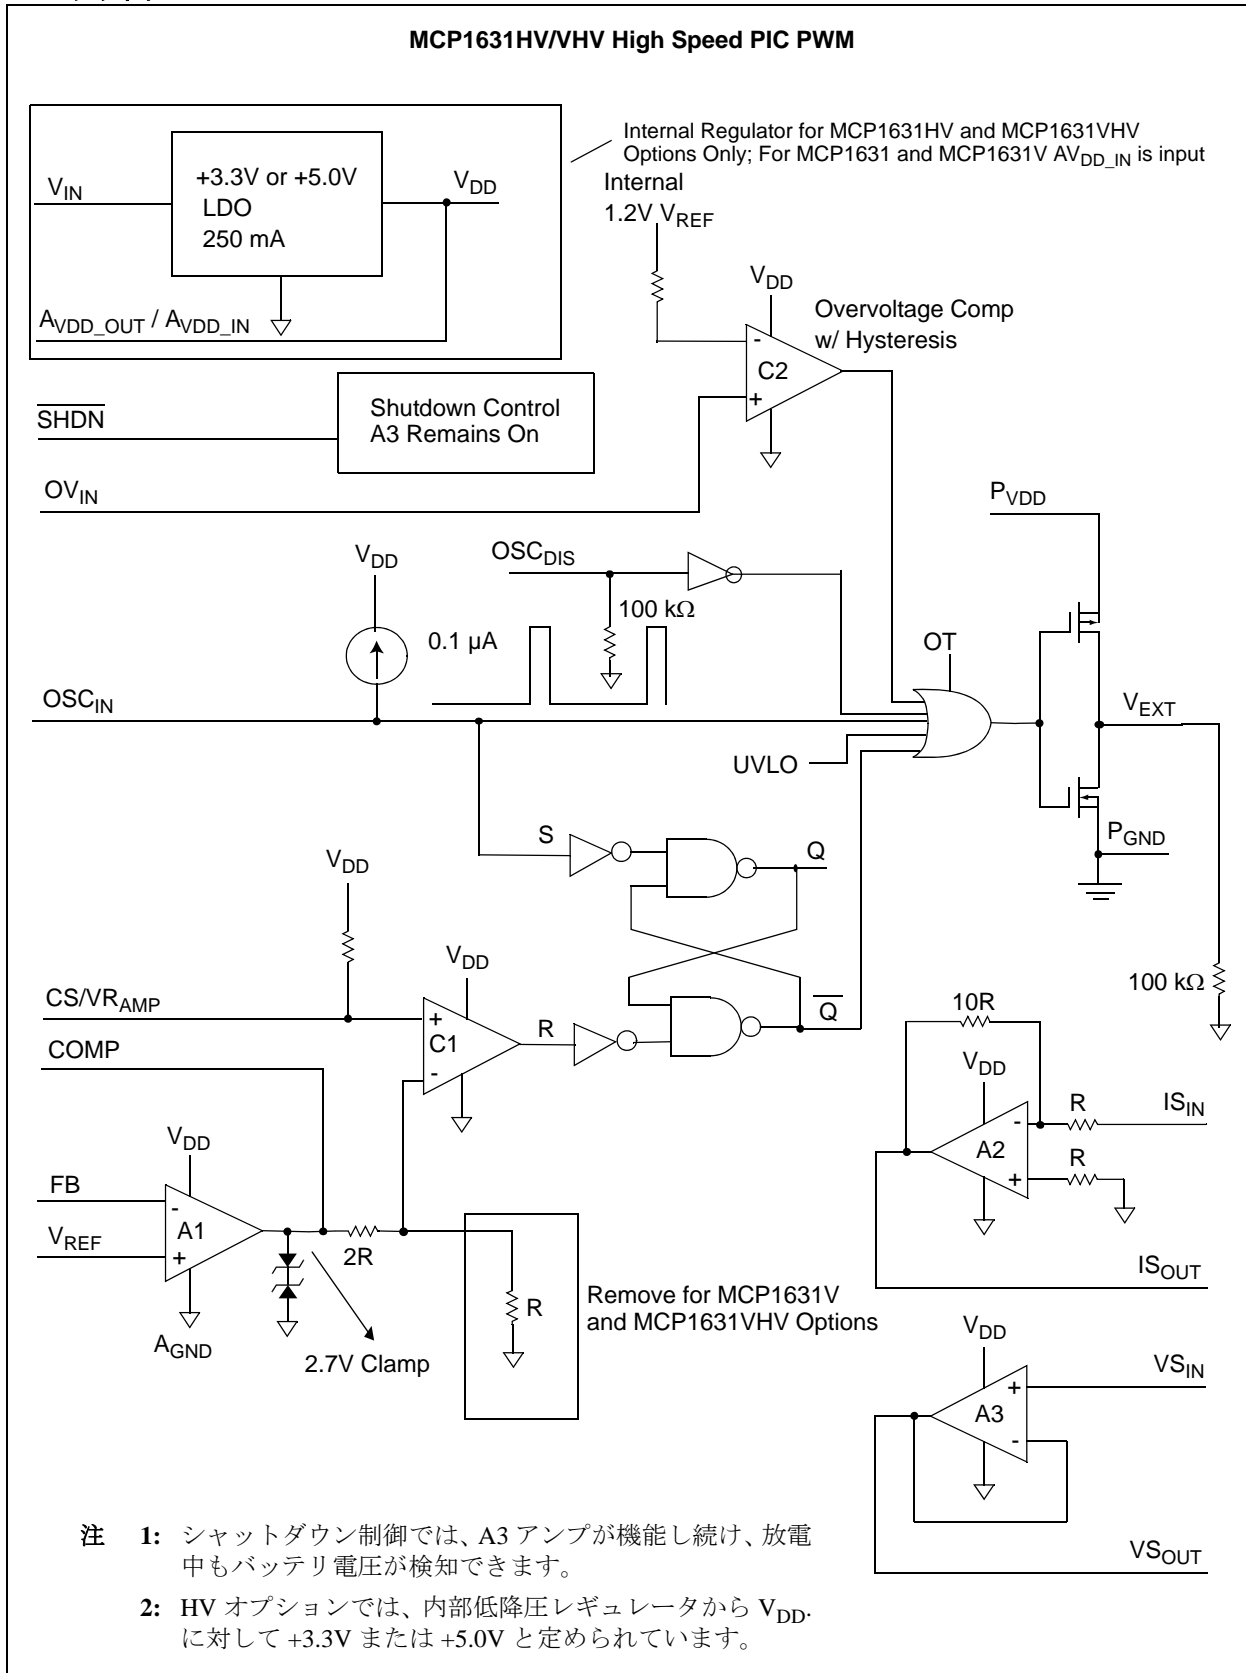 MCP1631HV/VHV High Speed PIC PWM
Internal Regulator for MCP1631HV and MCP1631VHV
Options Only; For MCP1631 and MCP1631V AVDD_IN is input
VIN
+3.3V or +5.0V
LDO
250 mA
VDD
AVDD_OUT / AVDD_IN
Internal
1.2V VREF
VDD
Overvoltage Comp
w/ Hysteresis
-
C2
+
SHDN
Shutdown Control
A3 Remains On
OVIN
PVDD
VDD
OSCDIS
100 kΩ
0.1 µA
OT
OSCIN
VEXT
UVLO
PGND
S
Q
VDD
VDD
CS/VRAMP
+
C1
-
R
Q
COMP
100 kΩ
10R
VDD
R
ISIN
-
A2
R
+
ISOUT
VDD
FB
-
A1
VREF
+
2R
AGND
2.7V Clamp
R
Remove for MCP1631V
and MCP1631VHV Options
VDD
VSIN
+
A3
-
VSOUT
注 1: シャットダウン制御では、A3 アンプが機能し続け、放電
中もバッテリ電圧が検知できます。
2: HV オプションでは、内部低降圧レギュレータから VDD.
に対して +3.3V または +5.0V と定められています。